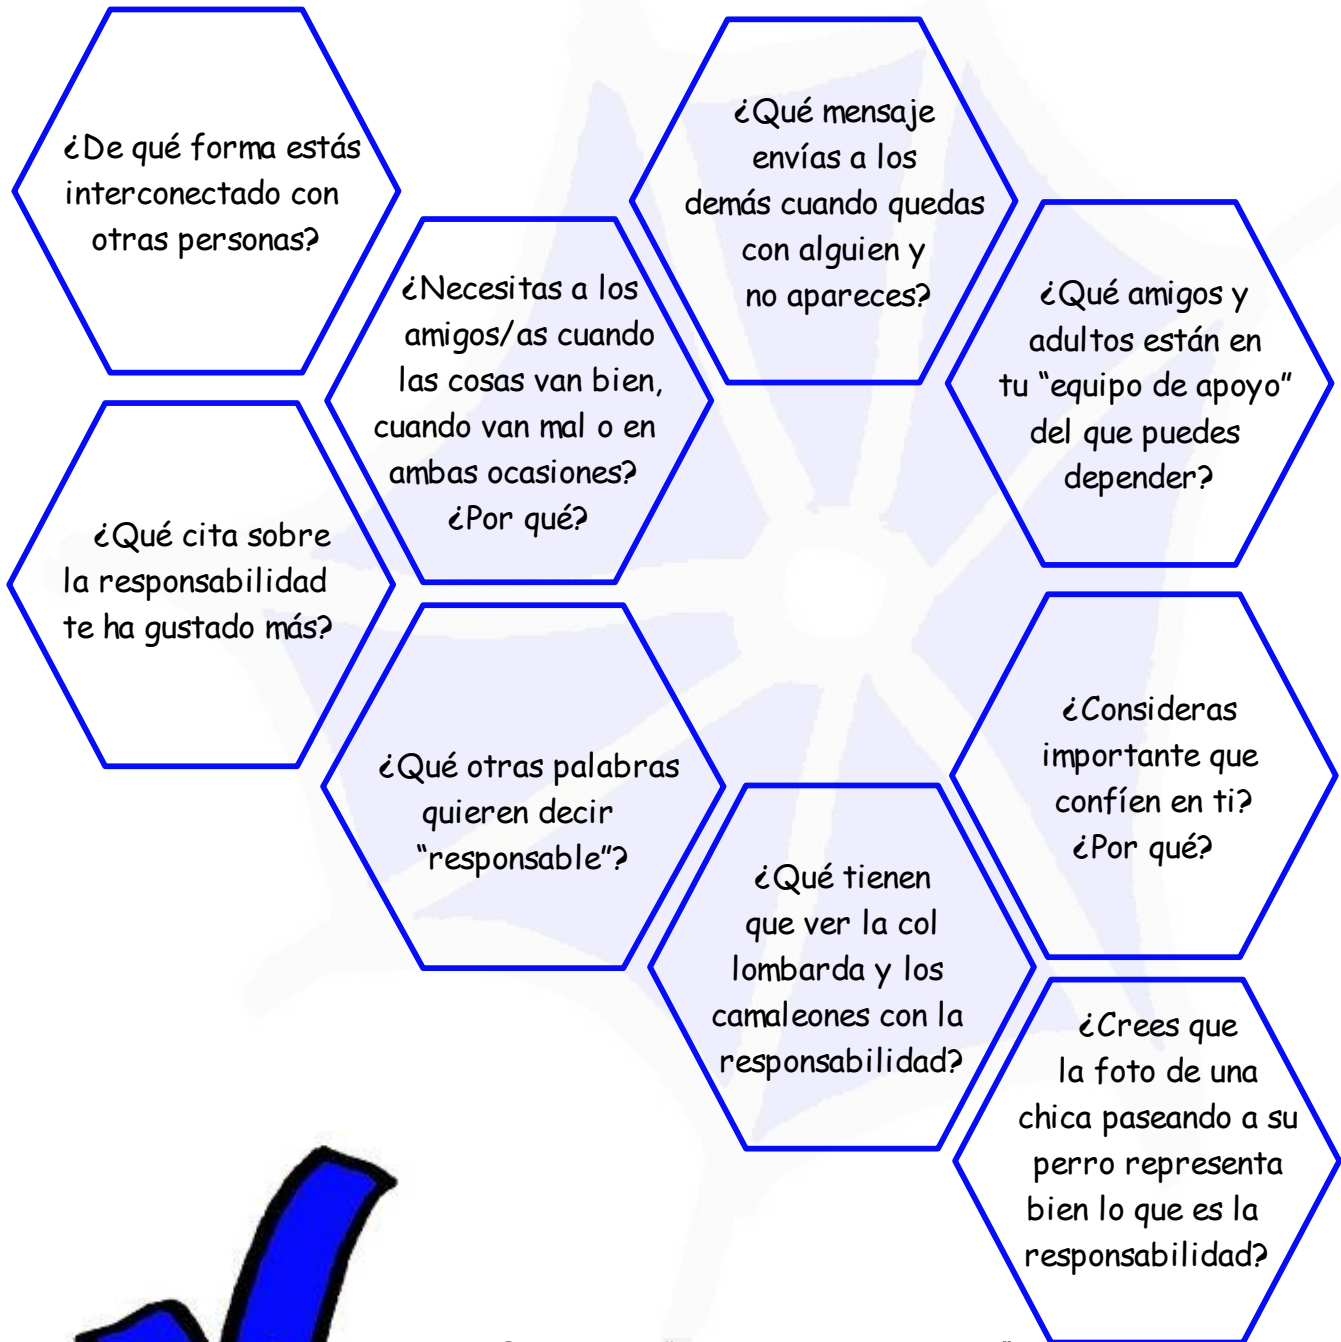 ¿De qué forma estás
interconectado con
otras personas?
¿Qué mensaje
envías a los
demás cuando quedas
con alguien y
no apareces?
¿Necesitas a los
amigos/as cuando
las cosas van bien,
cuando van mal o en
ambas ocasiones?
¿Por qué?
¿Qué amigos y
adultos están en
tu “equipo de apoyo”
del que puedes
depender?
¿Qué cita sobre
la responsabilidad
te ha gustado más?
¿Qué otras palabras
quieren decir
“responsable”?
¿Consideras
importante que
confíen en ti?
¿Por qué?
¿Qué tienen
que ver la col
lombarda y los
camaleones con la
responsabilidad?
¿Crees que
la foto de una
chica paseando a su
perro representa
bien lo que es la
responsabilidad?